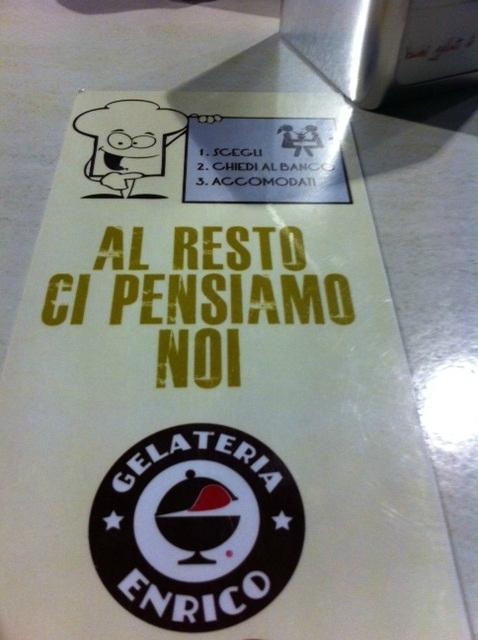 1. SCEGLI
2. CHIEDI AL BANCO
3. ACCOMODATI
AL RESTO
CI PENSIAMO
NOI
GELATERIA
ENRICO